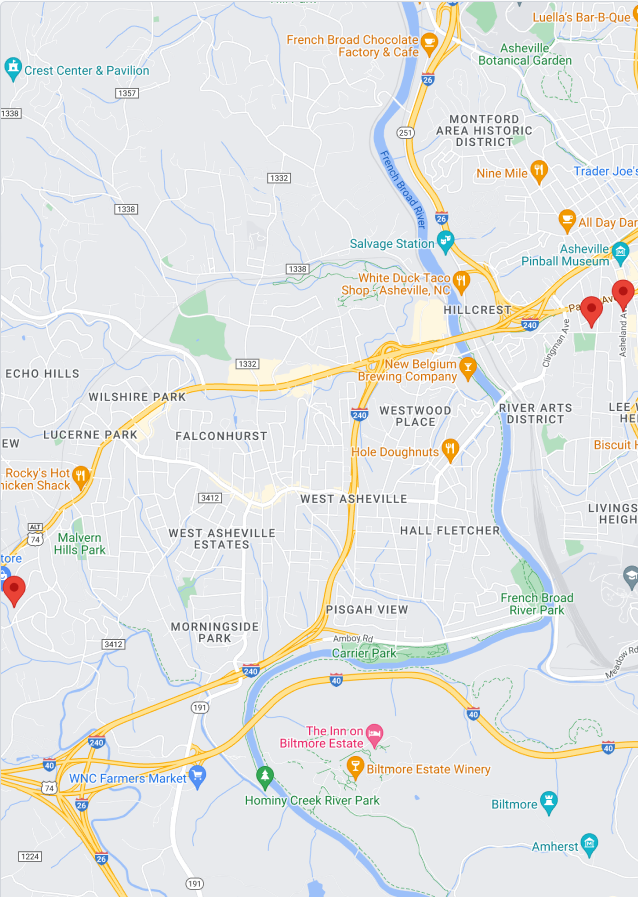 Luella's Bar-B-Que
French Broad Chocolate
Factory & Cafe
Asheville
Botanical Garden
Crest Center & Pavilion
26
1357
1338
MONTFORD
AREA HISTORIC
DISTRICT
251
French Broad River
Nine Mile
Trader Joe's
1332
1338
26
All Day Dar
Salvage Station
Asheville
Pinball Museum
1338
White Duck Taco
Shop - Asheville, NC
HILLCREST
Ave
240
Clingman Ave
Asheland A
1332
New Belgium
Brewing Company
ECHO HILLS
WILSHIRE PARK
240
WESTWOOD
PLACE
RIVER ARTS
DISTRICT
LEE
HE
EW
LUCERNE PARK
FALCONHURST
Biscuit
Hole Doughnuts
Rocky's Hot
hicken Shack
3412
WEST ASHEVILLE
LIVINGS
HEIGH
ALT
74
Malvern
Hills Park
WEST ASHEVILLE
ESTATES
HALL FLETCHER
tore
French Broad
River Park
PISGAH VIEW
MORNINGSIDE
PARK
Amboy Rd
3412
Carrier Park
Meadow Rd
240
40
191
40
The Inn on
Biltmore Estate
240
40
40
WNC Farmers Market
Biltmore Estate Winery
74
26
Hominy Creek River Park
Biltmore
Amherst
1224
26
191